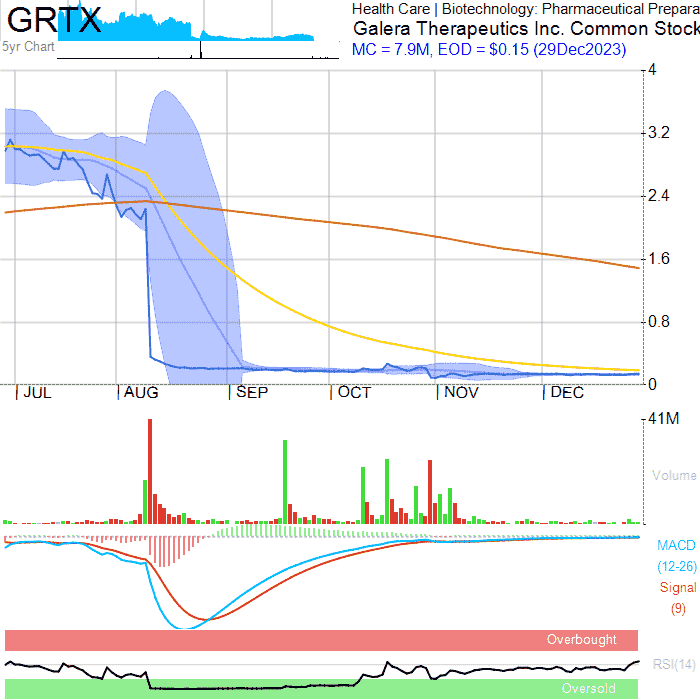 GRTX
Health Care | Biotechnology: Pharmaceutical Prepara
Galera Therapeutics Inc. Common Stock
5yr Chart
MC = 7.9M, EOD = $0.15 (29Dec2023)
4
3.2
2.4
1.6
0.8
0
JUL AUG SEP OCT NOV DEC
41M
Volume
MACD
(12-26)
Signal
(9)
Overbought
RSI(14)
Oversold